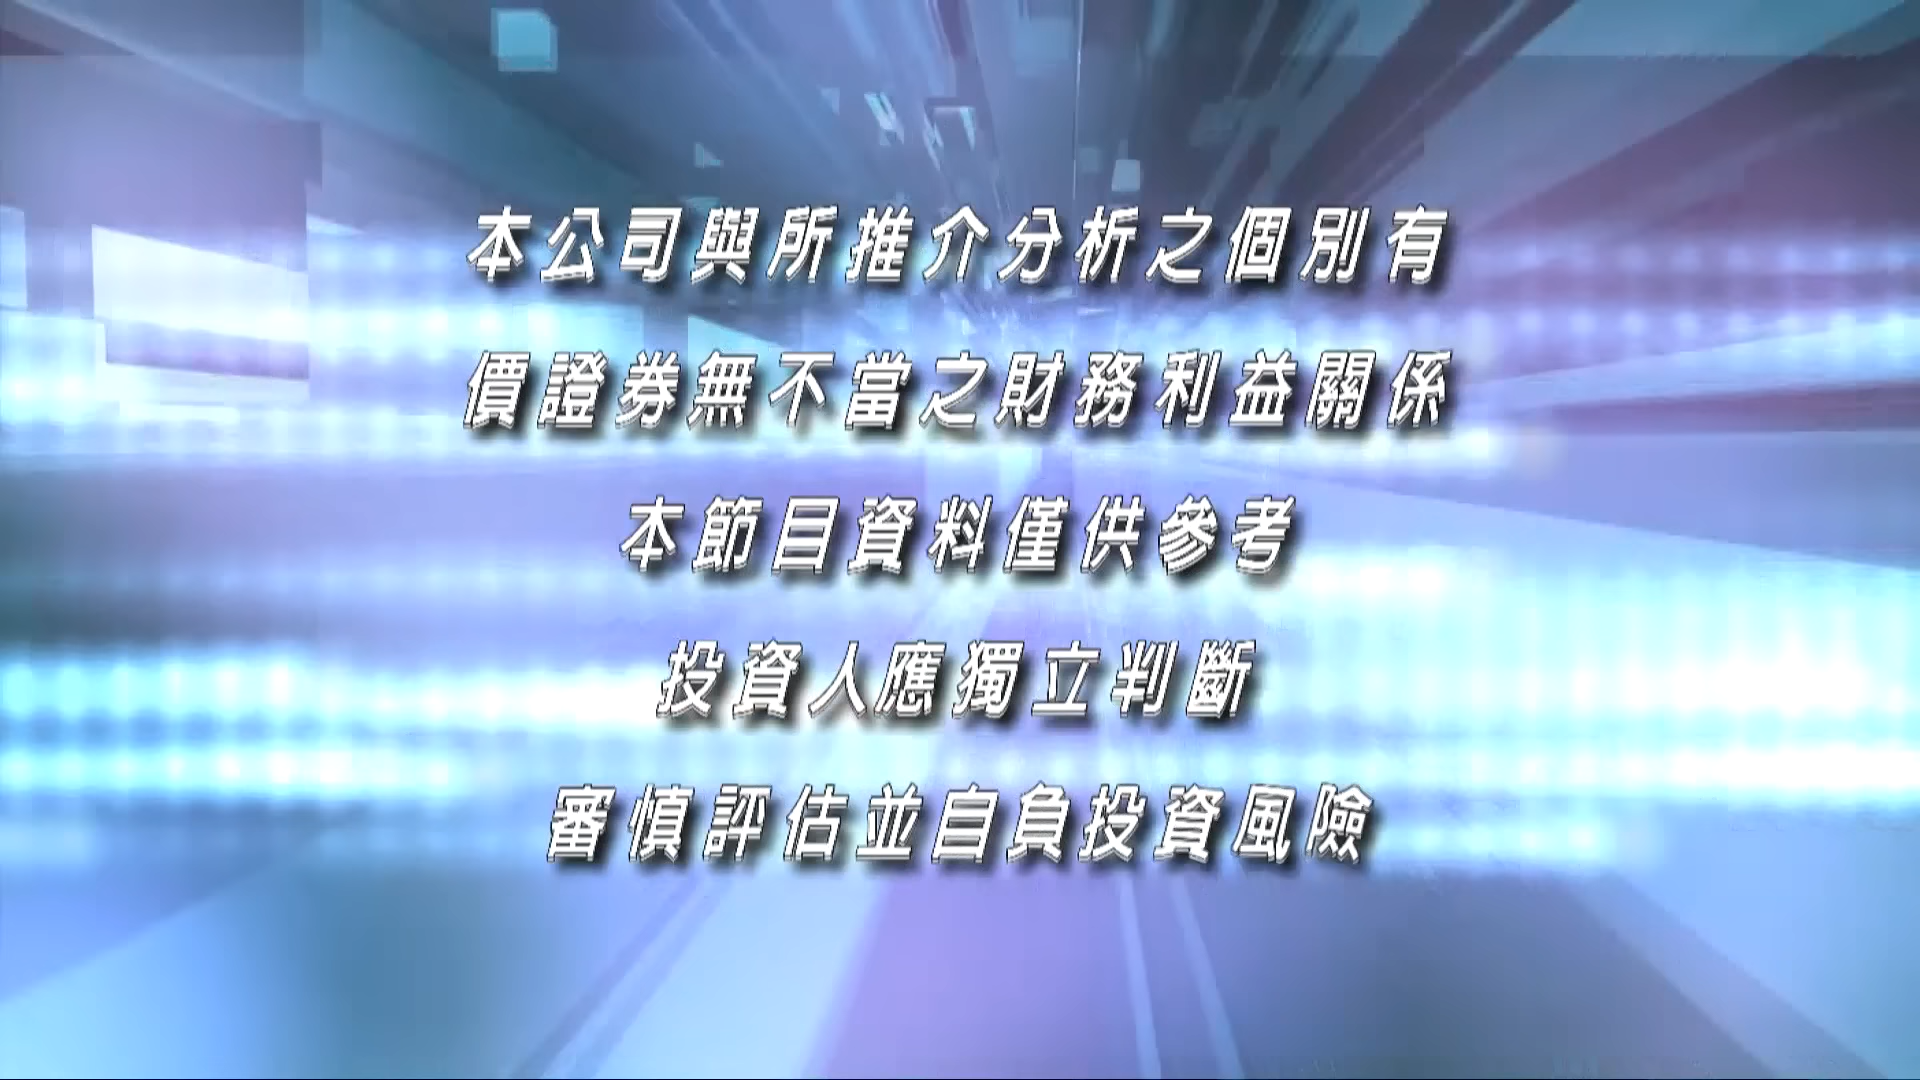 本公司與所推介分析之個別有
價證券無不當之財務利益關係
本節目資料僅供參考
投資人應獨立判斷
審慎評估並自負投資風險